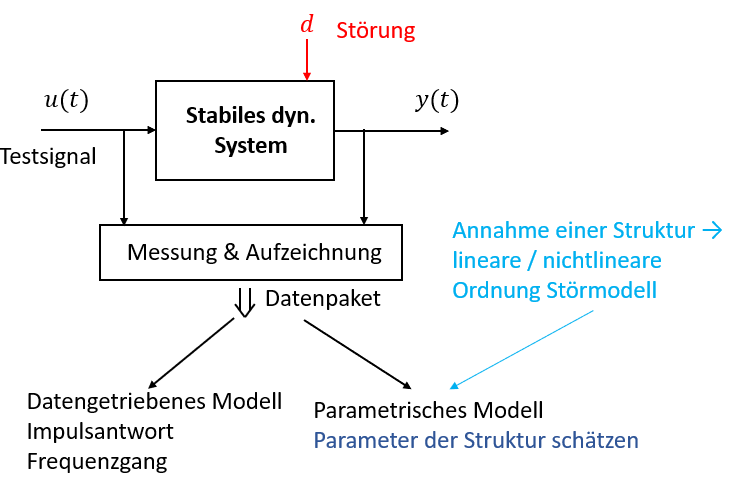 d Störung
u(t)
Stabiles dyn.
System
y(t)
Testsignal
Messung & Aufzeichnung
Annahme einer Struktur →
lineare / nichtlineare
Ordnung Störmodell
Datenpaket
Datengetriebenes Modell
Impulsantwort
Frequenzgang
Parametrisches Modell
Parameter der Struktur schätzen